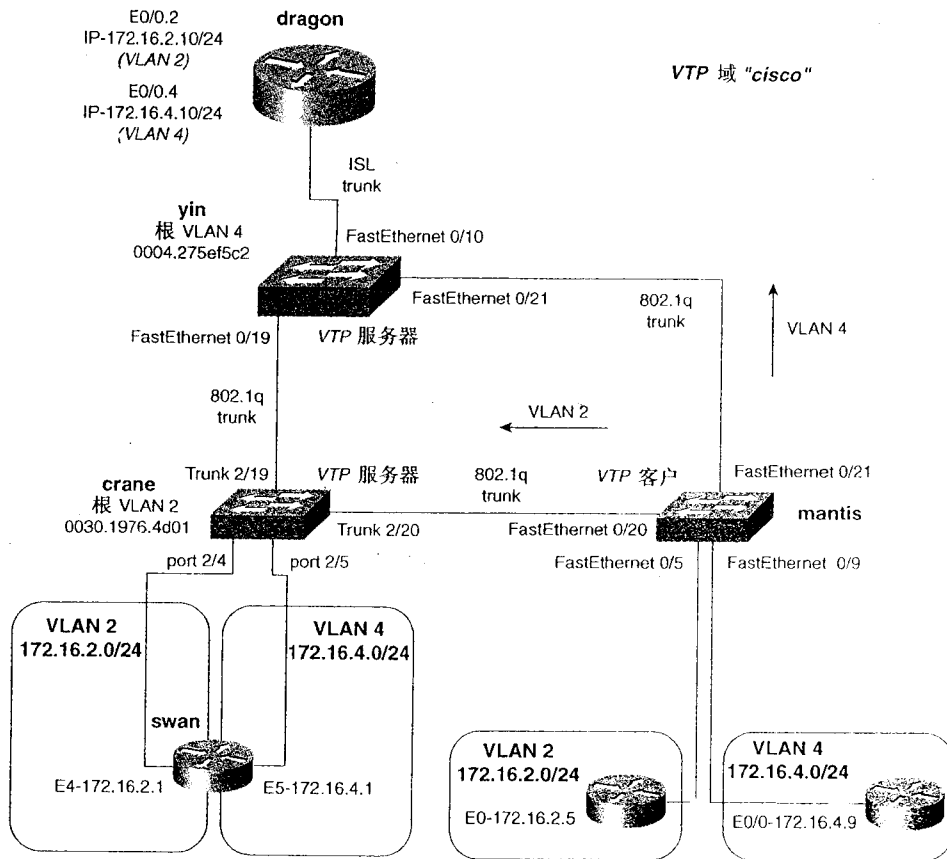 E0/0.2
IP-172.16.2.10/24
(VLAN 2)
E0/0.4
IP-172.16.4.10/24
(VLAN 4)
dragon
VTP 域 "cisco"
ISL
trunk
yin
根 VLAN 4
0004.275ef5c2
FastEthernet 0/10
FastEthernet 0/21
802.1q
trunk
VLAN 4
FastEthernet 0/19
VTP 服务器
802.1q
trunk
VLAN 2
Trunk 2/19
VTP 服务器
802.1q
trunk
VTP 客户
FastEthernet 0/21
crane
根 VLAN 2
0030.1976.4d01
Trunk 2/20
FastEthernet 0/20
mantis
port 2/4
port 2/5
FastEthernet 0/5
FastEthernet 0/9
VLAN 2
172.16.2.0/24
VLAN 4
172.16.4.0/24
swan
E4-172.16.2.1
E5-172.16.4.1
VLAN 2
172.16.2.0/24
E0-172.16.2.5
VLAN 4
172.16.4.0/24
E0/0-172.16.4.9